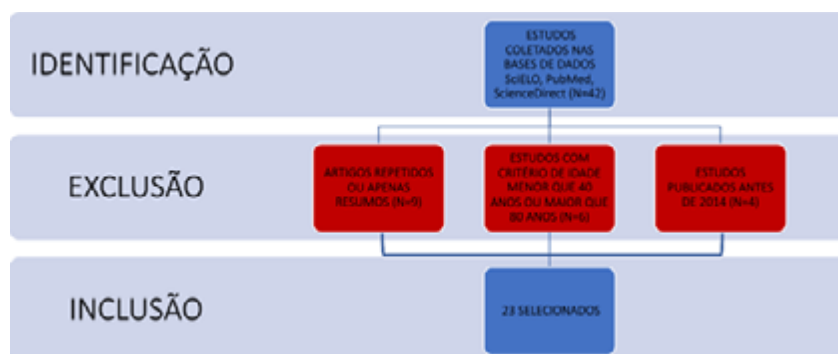 IDENTIFICAÇÃO
ESTUDOS
COLETADOS NAS
BASES DE DADOS
SciELO, PubMed,
ScienceDirect (N=42)
EXCLUSÃO
ARTIGOS REPETIDOS
OU APENAS
RESUMOS (N=9)
ESTUDOS COM
CRITÉRIO DE IDADE
MENOR QUE 40
ANOS OU MAIOR QUE
80 ANOS (N=6)
ESTUDOS
PUBLICADOS ANTES
DE 2014 (N=4)
INCLUSÃO
23 SELECIONADOS